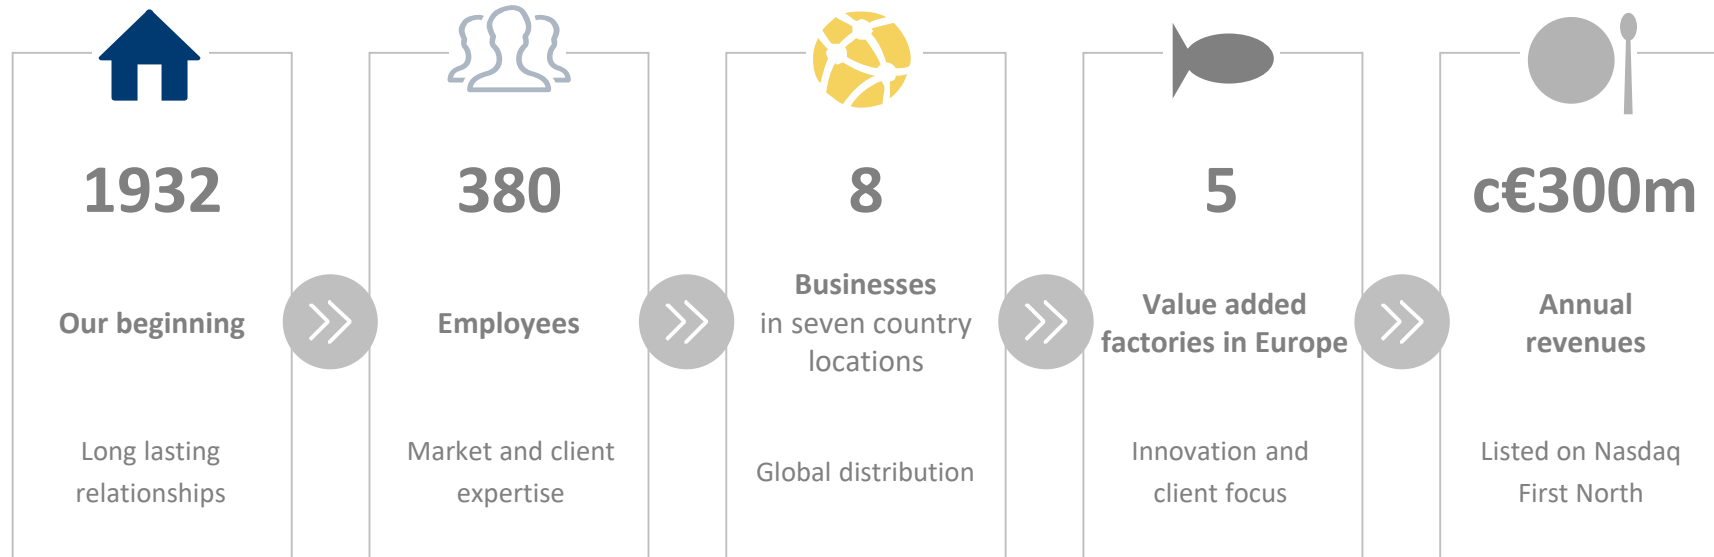 1932
Our beginning
Long lasting
relationships
380
Employees
Market and client
expertise
8
Businesses
in seven country
locations
Global distribution
5
Value added
factories in Europe
Innovation and
client focus
c€300m
Annual
revenues
Listed on Nasdaq
First North